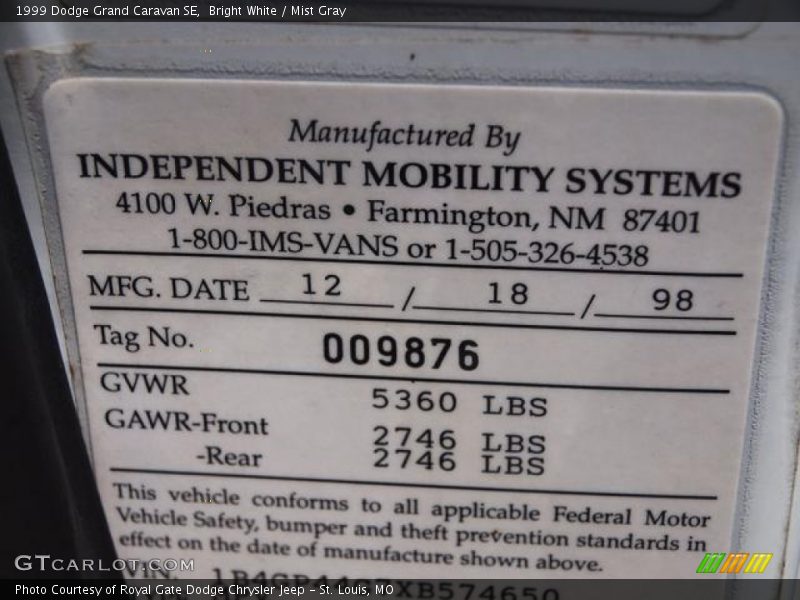 1999 Dodge Grand Caravan SE, Bright White / Mist Gray
Manufactured By
INDEPENDENT MOBILITY SYSTEMS
4100 W. Piedras • Farmington, NM 87401
1-800-IMS-VANS or 1-505-326-4538
MFG. DATE 12 / 18 / 98
Tag No. 009876
GVWR 5360 LBS
GAWR-Front 2746 LBS
-Rear 2746 LBS
This vehicle conforms to all applicable Federal Motor
Vehicle Safety, bumper and theft prevention standards in
effect on the date of manufacture shown above.
VIN.
GTCARLOT.COM
Photo Courtesy of Royal Gate Dodge Chrysler Jeep - St. Louis, MO